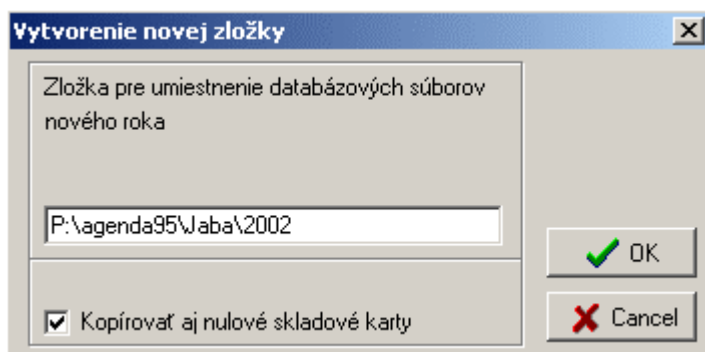 Vytvorenie novej zložky
Zložka pre umiestnenie databázových súborov
nového roka
P:\agenda95\Jaba\2002
OK
Kopírovať aj nulové skladové karty
Cancel